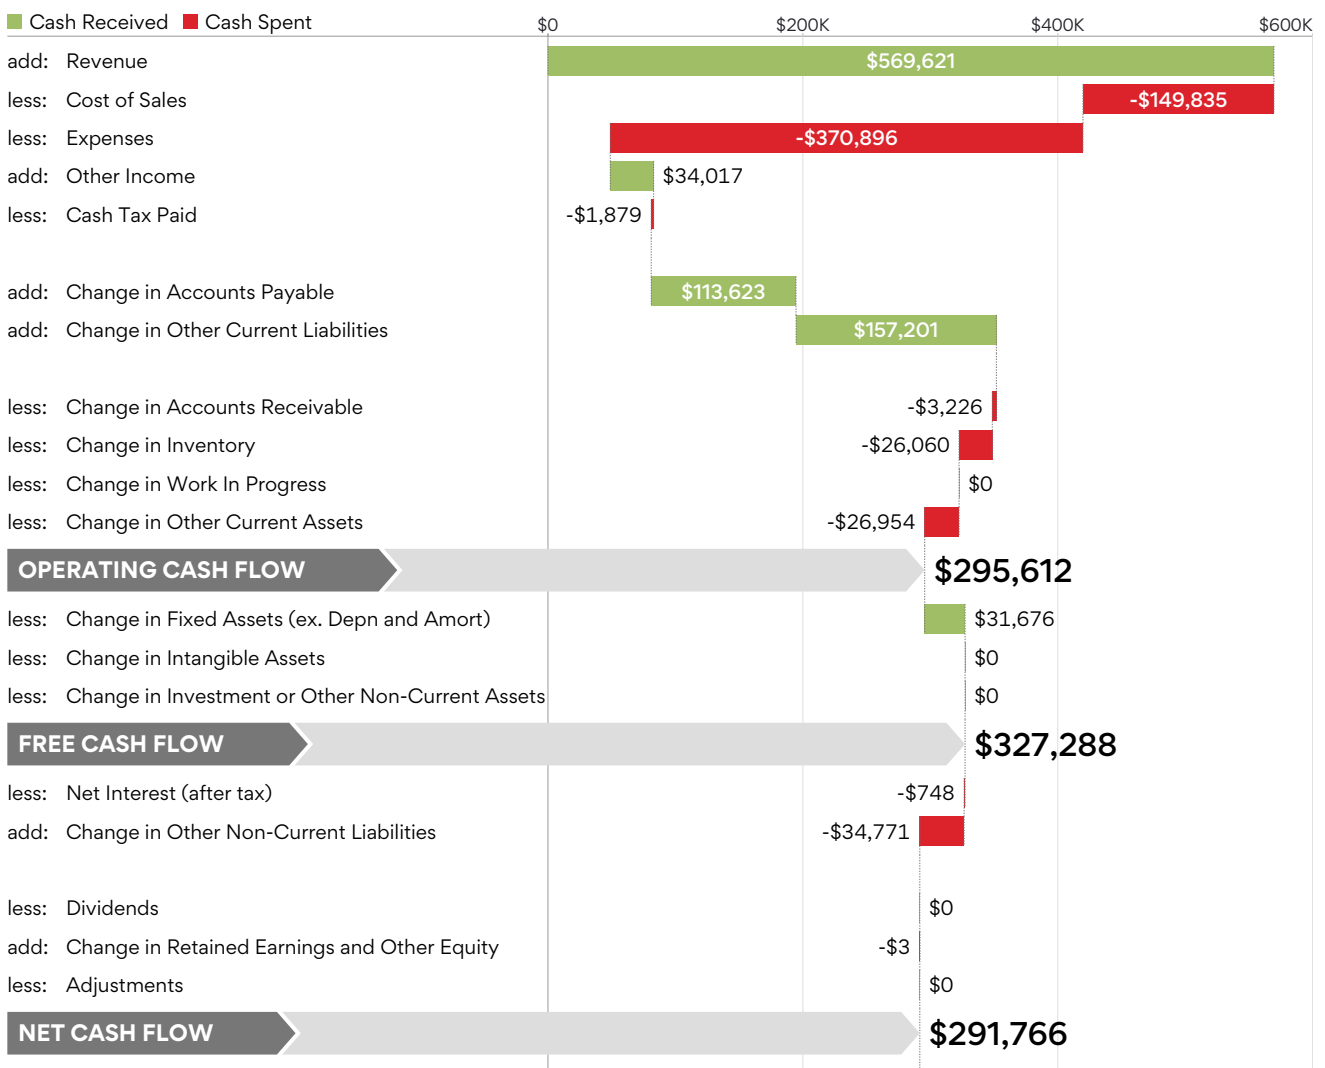 Cash Received Cash Spent $0 $200K $400K $600K
add: Revenue $569,621
less: Cost of Sales -$149,835
less: Expenses -$370,896
add: Other Income $34,017
less: Cash Tax Paid -$1,879
add: Change in Accounts Payable $113,623
add: Change in Other Current Liabilities $157,201
less: Change in Accounts Receivable -$3,226
less: Change in Inventory -$26,060
less: Change in Work In Progress $0
less: Change in Other Current Assets -$26,954
OPERATING CASH FLOW $295,612
less: Change in Fixed Assets (ex. Depn and Amort) $31,676
less: Change in Intangible Assets $0
less: Change in Investment or Other Non-Current Assets $0
FREE CASH FLOW $327,288
less: Net Interest (after tax) -$748
add: Change in Other Non-Current Liabilities -$34,771
less: Dividends $0
add: Change in Retained Earnings and Other Equity -$3
less: Adjustments $0
NET CASH FLOW $291,766